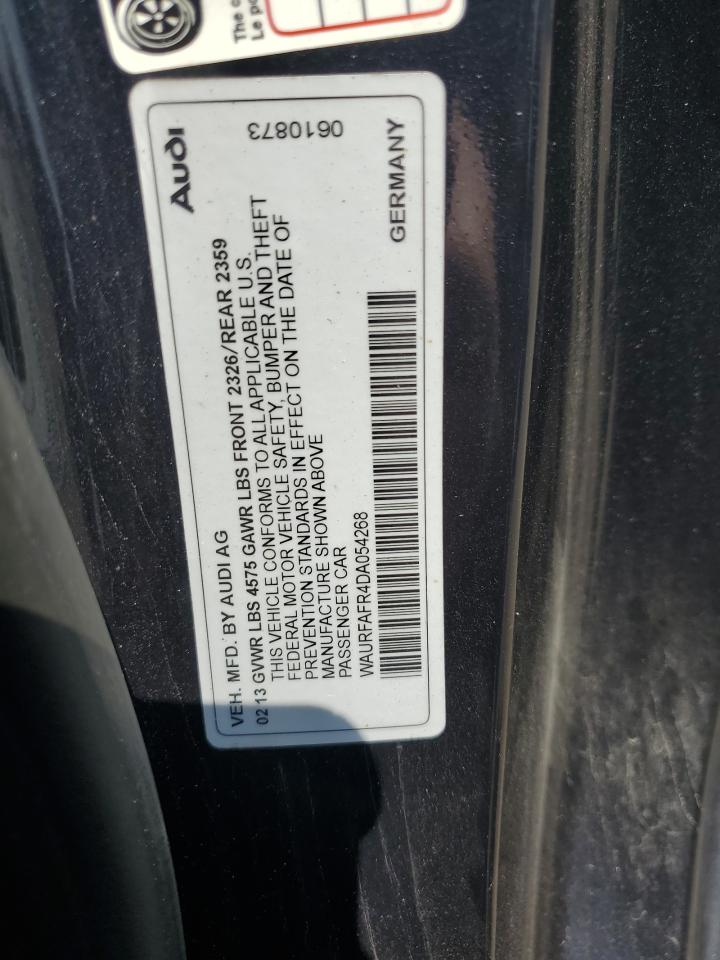 The
Le
Audi
0610873
VEH. MFD. BY AUDI AG
02 13 GVWR LBS 4575 GAWR LBS FRONT 2326/REAR 2359
THIS VEHICLE CONFORMS TO ALL APPLICABLE U.S.
FEDERAL MOTOR VEHICLE SAFETY, BUMPER AND THEFT
PREVENTION STANDARDS IN EFFECT ON THE DATE OF
MANUFACTURE SHOWN ABOVE
PASSENGER CAR
WAURFAFR4DA054268
GERMANY